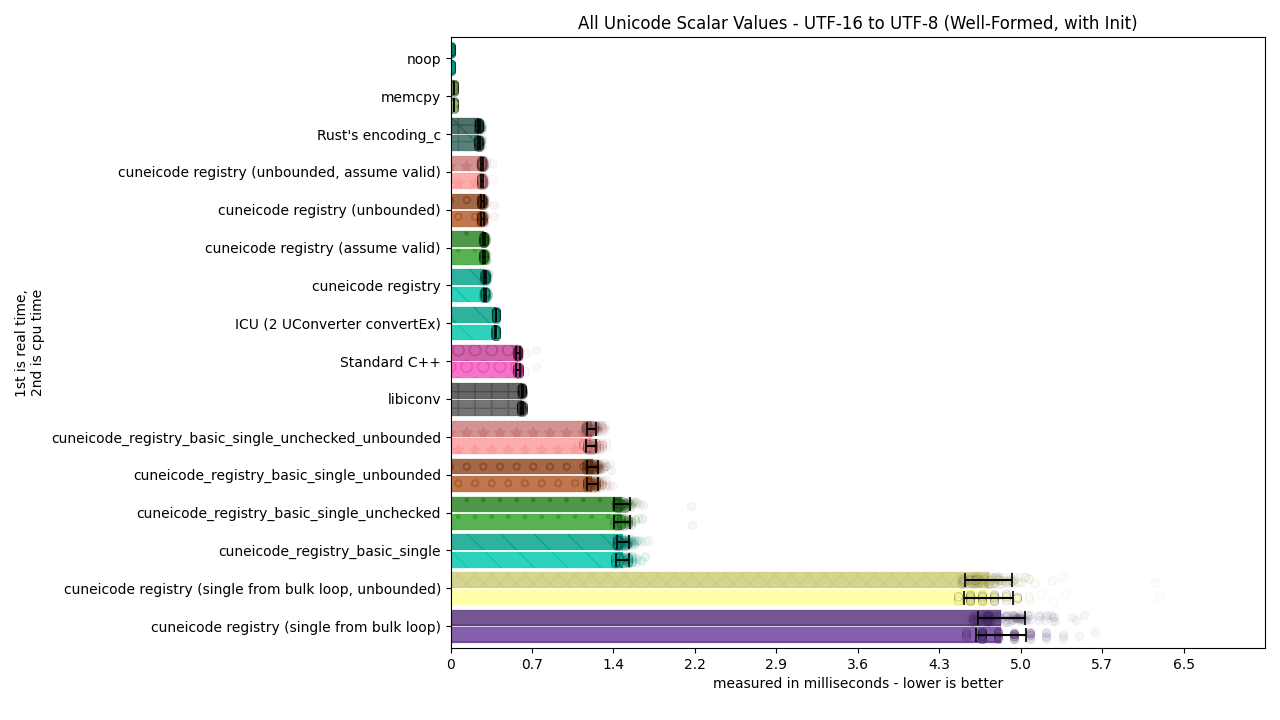 All Unicode Scalar Values - UTF-16 to UTF-8 (Well-Formed, with Init)
noop
memcpy
Rust's encoding_c
cuneicode registry (unbounded, assume valid)
cuneicode registry (unbounded)
cuneicode registry (assume valid)
cuneicode registry
ICU (2 UConverter convertEx)
Standard C++
libiconv
cuneicode_registry_basic_single_unchecked_unbounded
cuneicode_registry_basic_single_unbounded
cuneicode_registry_basic_single_unchecked
cuneicode_registry_basic_single
cuneicode registry (single from bulk loop, unbounded)
cuneicode registry (single from bulk loop)
1st is real time,
2nd is cpu time
0 0.7 1.4 2.2 2.9 3.6 4.3 5.0 5.7 6.5
measured in milliseconds - lower is better